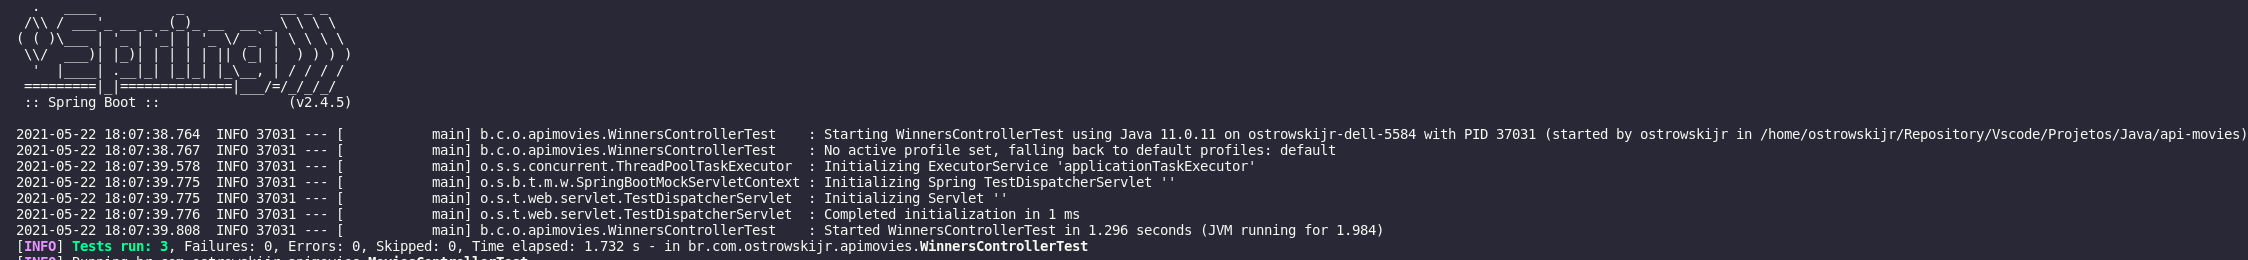 .   ____          _            __ _ _
 /\\ / ___'_ __ _ _(_)_ __  __ _ \ \ \ \
( ( )\___ | '_ | '_| | '_ \/ _` | \ \ \ \
 \\/  ___)| |_)| | | | | || (_| |  ) ) ) )
  '  |____| .__|_| |_|_| |_\__, | / / / /
 =========|_|==============|___/=/_/_/_/
 :: Spring Boot ::                (v2.4.5)
2021-05-22 18:07:38.764  INFO 37031 --- [           main] b.c.o.apimovies.WinnersControllerTest    : Starting WinnersControllerTest using Java 11.0.11 on ostrowskijr-dell-5584 with PID 37031 (started by ostrowskijr in /home/ostrowskijr/Repository/Vscode/Projetos/Java/api-movies)
2021-05-22 18:07:38.767  INFO 37031 --- [           main] b.c.o.apimovies.WinnersControllerTest    : No active profile set, falling back to default profiles: default
2021-05-22 18:07:39.578  INFO 37031 --- [           main] o.s.s.concurrent.ThreadPoolTaskExecutor  : Initializing ExecutorService 'applicationTaskExecutor'
2021-05-22 18:07:39.775  INFO 37031 --- [           main] o.s.b.t.m.w.SpringBootMockServletContext : Initializing Spring TestDispatcherServlet ''
2021-05-22 18:07:39.775  INFO 37031 --- [           main] o.s.t.web.servlet.TestDispatcherServlet  : Initializing Servlet ''
2021-05-22 18:07:39.776  INFO 37031 --- [           main] o.s.t.web.servlet.TestDispatcherServlet  : Completed initialization in 1 ms
2021-05-22 18:07:39.808  INFO 37031 --- [           main] b.c.o.apimovies.WinnersControllerTest    : Started WinnersControllerTest in 1.296 seconds (JVM running for 1.984)
[INFO] Tests run: 3, Failures: 0, Errors: 0, Skipped: 0, Time elapsed: 1.732 s - in br.com.ostrowskijr.apimovies.WinnersControllerTest
[INFO] Running br.com.ostrowskijr.apimovies.MoviesControllerTest